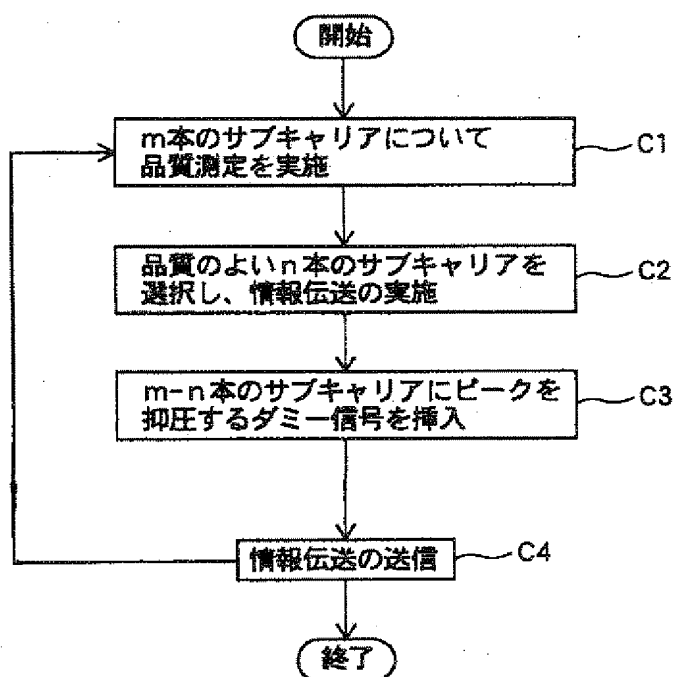 開始
m本のサブキャリアについて
品質測定を実施
C1
品質のよいn本のサブキャリアを
選択し、情報伝送の実施
C2
m-n本のサブキャリアにピークを
抑圧するダミー信号を挿入
C3
情報伝送の送信
C4
終了